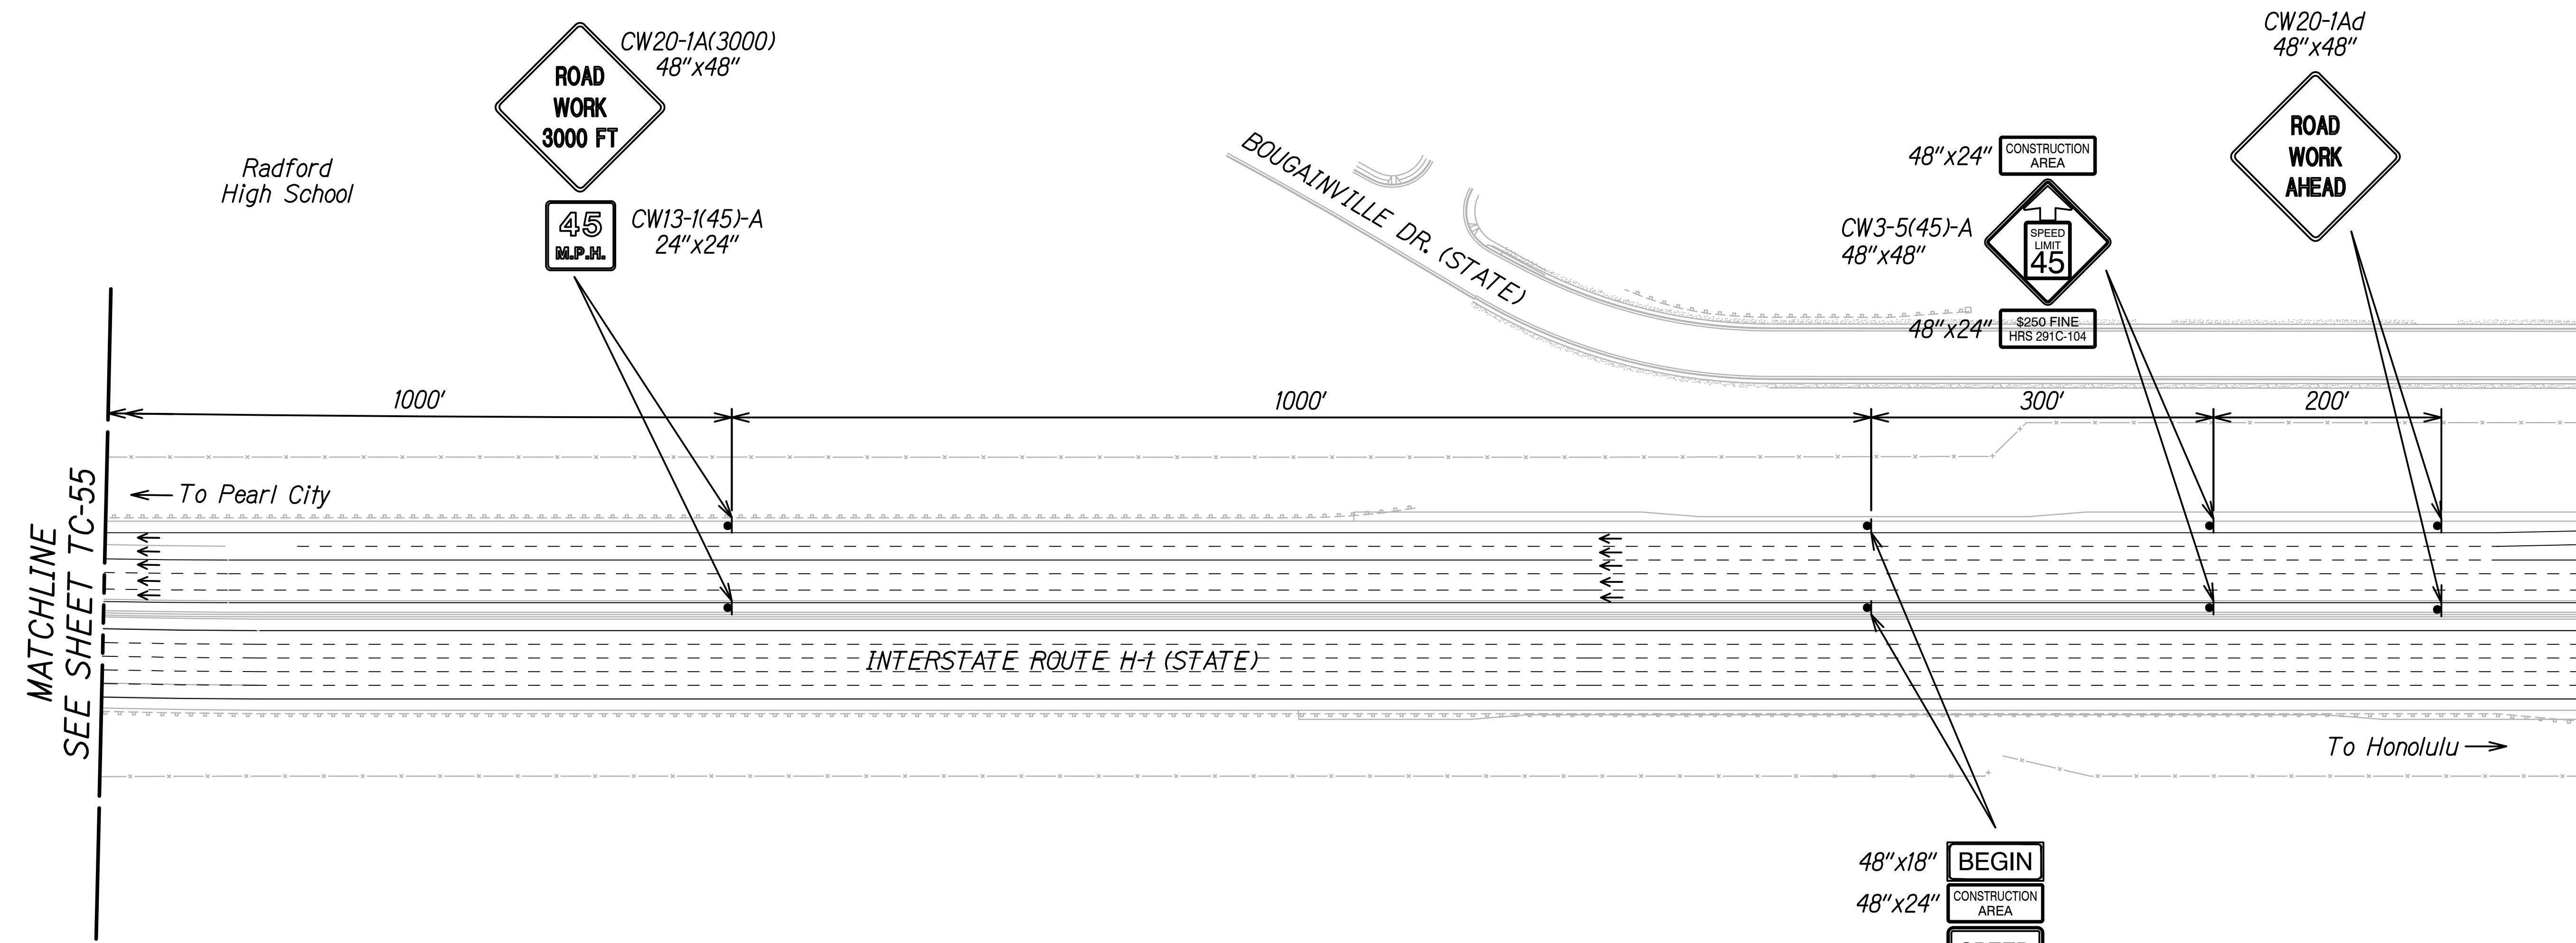 CW20-1A(3000)
48"x48"
ROAD
WORK
3000 FT
45
M.P.H.
CW13-1(45)-A
24"x24"
Radford
High School
BOUGAINVILLE DR. (STATE)
48"x24"
CONSTRUCTION
AREA
CW3-5(45)-A
48"x48"
SPEED
LIMIT
45
48"x24"
$250 FINE
HRS 291C-104
CW20-1Ad
48"x48"
ROAD
WORK
AHEAD
1000'
1000'
300'
200'
To Pearl City
MATCHLINE
SEE SHEET TC-55
INTERSTATE ROUTE H-1 (STATE)
To Honolulu
48"x18"
BEGIN
48"x24"
CONSTRUCTION
AREA